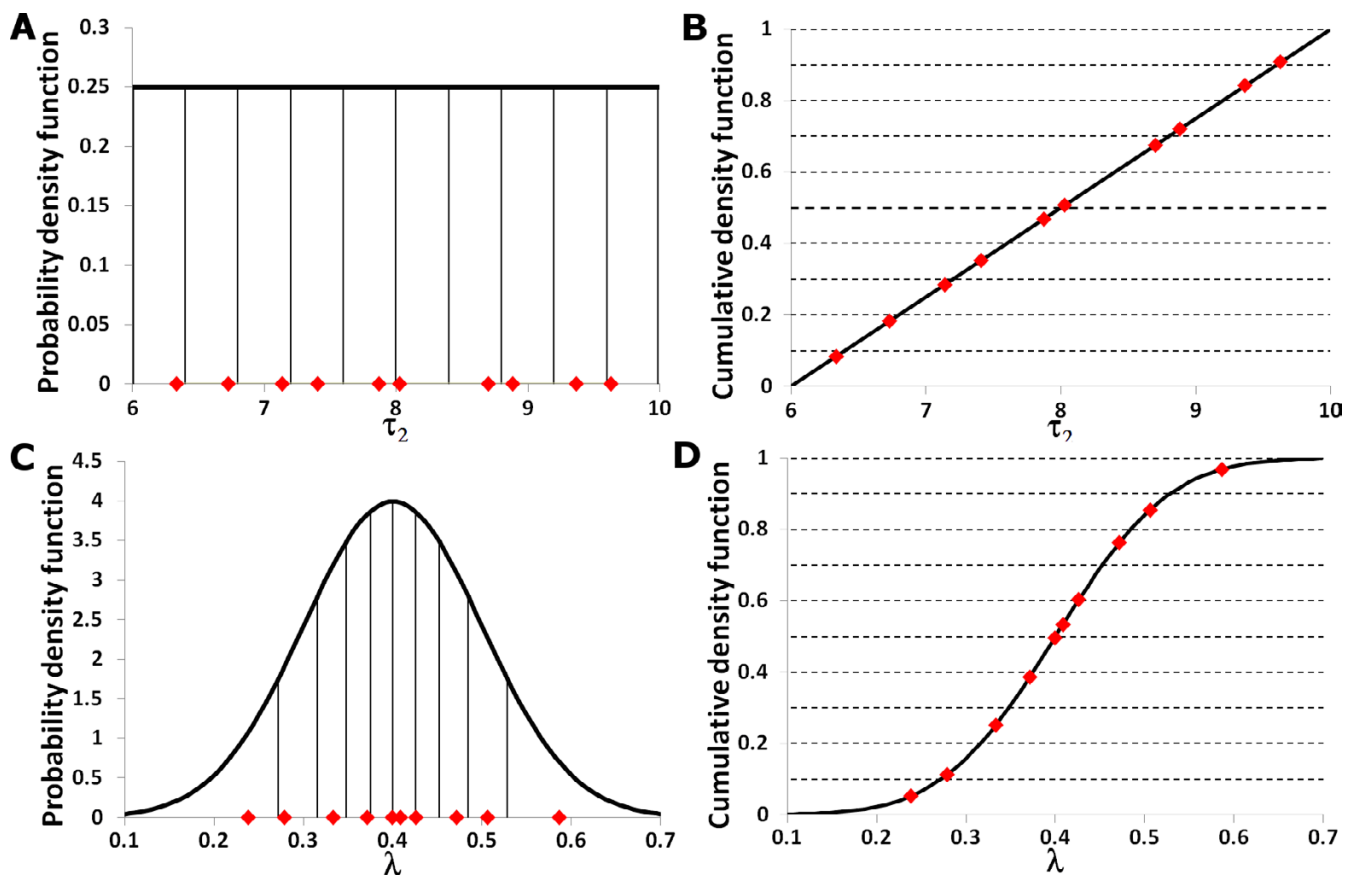 A
Probability density function
0.3
0.25
0.2
0.15
0.1
0.05
0
6 7 8 9 10
τ2
B
Cumulative density function
1
0.8
0.6
0.4
0.2
0
6 7 8 9 10
τ2
C
Probability density function
4.5
4
3.5
3
2.5
2
1.5
1
0.5
0
0.1 0.2 0.3 0.4 0.5 0.6 0.7
λ
D
Cumulative density function
1
0.8
0.6
0.4
0.2
0
0.1 0.2 0.3 0.4 0.5 0.6 0.7
λ